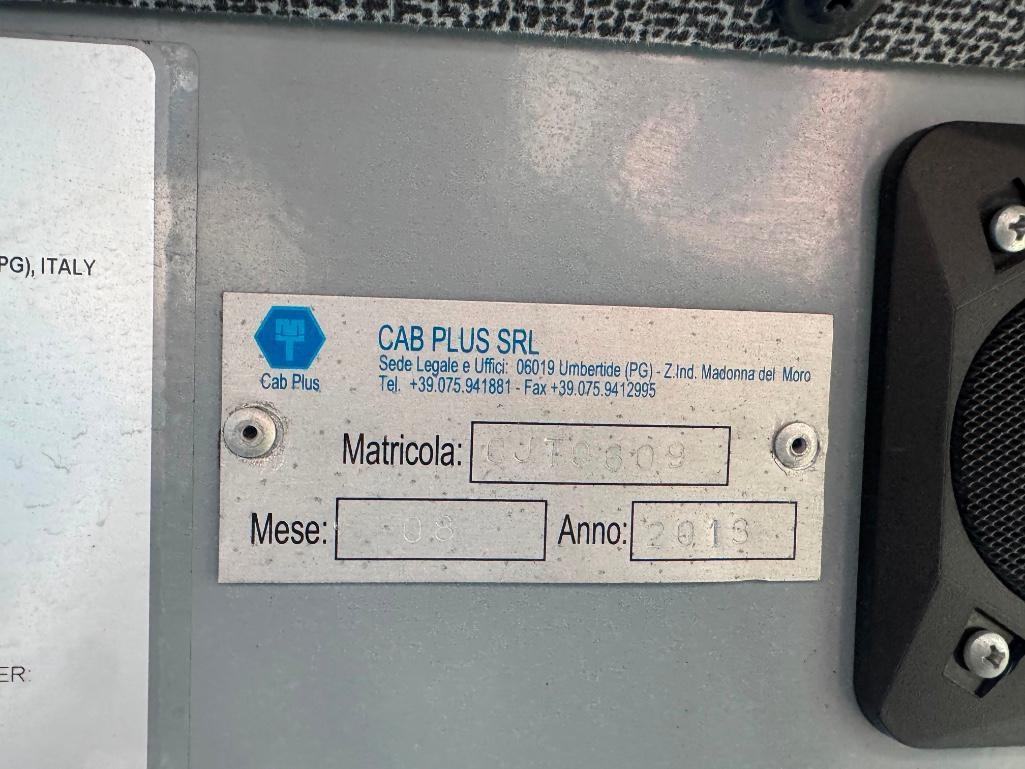 PG), ITALY
CAB PLUS SRL
Sede Legale e Uffici: 06019 Umbertide (PG) - Z.Ind. Madonna del Moro
Cab Plus
Tel. +39.075.941881 - Fax +39.075.9412995
Matricola: CJT0609
Mese: 08 Anno: 2013
ER: